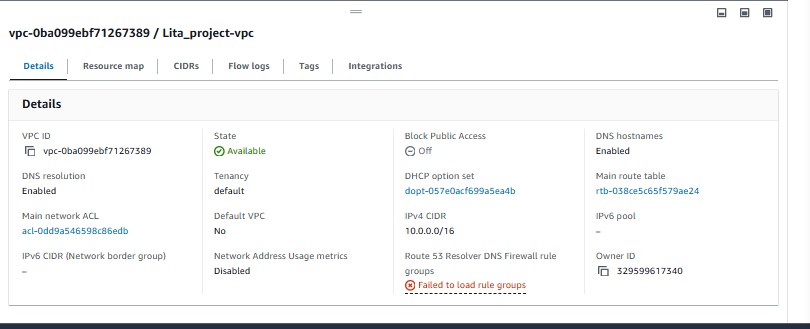 vpc-0ba099ebf71267389 / Lita_project-vpc
Details
Resource map
CIDRs
Flow logs
Tags
Integrations
Details
VPC ID
vpc-0ba099ebf71267389
State
Available
Block Public Access
Off
DNS hostnames
Enabled
DNS resolution
Enabled
Tenancy
default
DHCP option set
dopt-057e0acf699a5ea4b
Main route table
rtb-038ce5c65f579ae24
Main network ACL
acl-0dd9a546598c86edb
Default VPC
No
IPv4 CIDR
10.0.0.0/16
IPv6 pool
–
IPv6 CIDR (Network border group)
–
Network Address Usage metrics
Disabled
Route 53 Resolver DNS Firewall rule
groups
Failed to load rule groups
Owner ID
329599617340